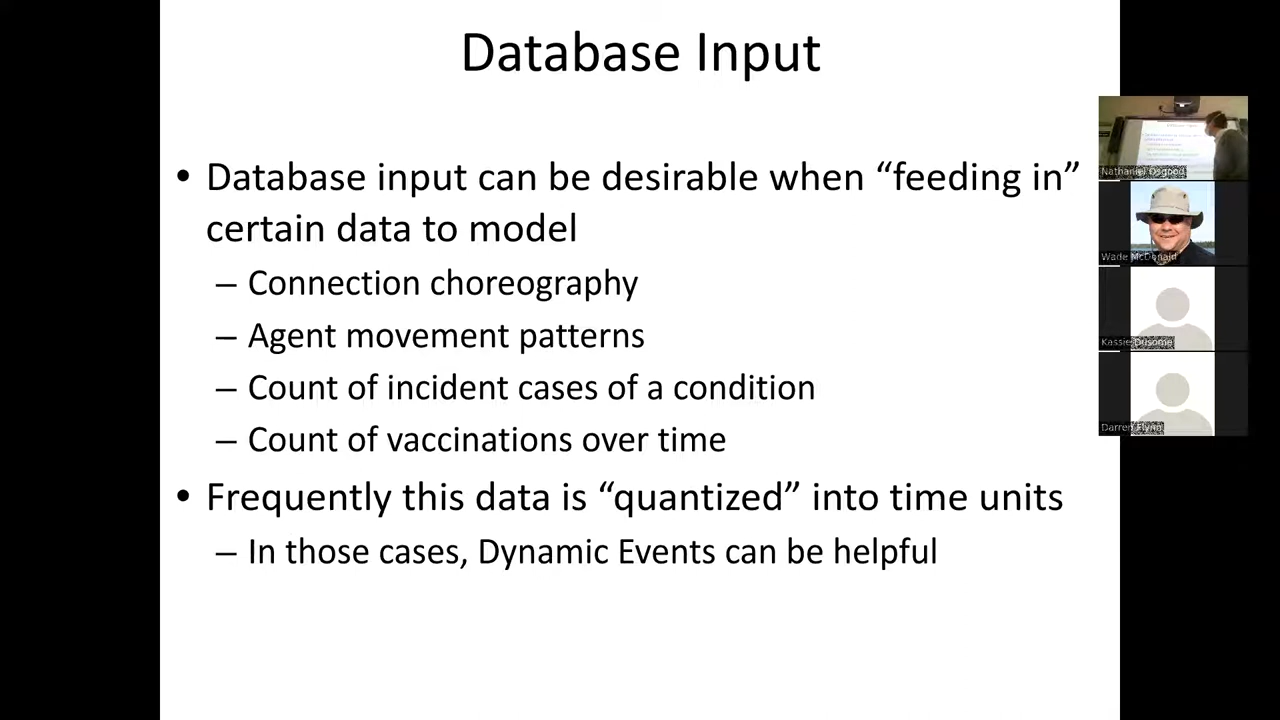 Database Input
• Database input can be desirable when “feeding in”
certain data to model
– Connection choreography
– Agent movement patterns
– Count of incident cases of a condition
– Count of vaccinations over time
• Frequently this data is “quantized” into time units
– In those cases, Dynamic Events can be helpful
Nathaniel Osgood
Wade McDonald
Kassie Dusome
Darren Flynn